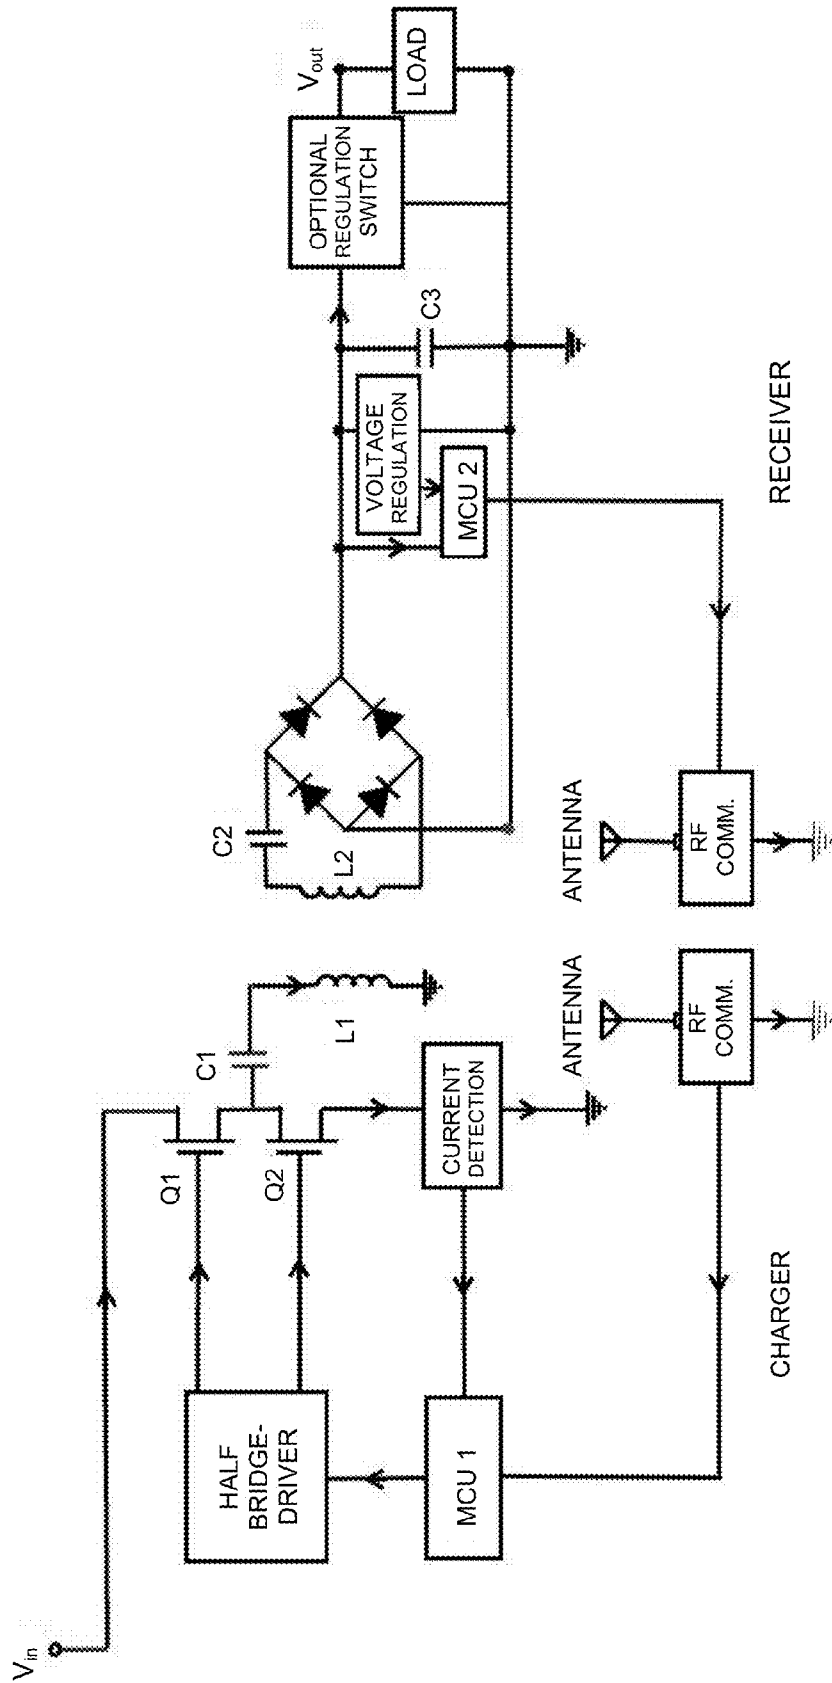 Vin
HALF
BRIDGE-
DRIVER
MCU 1
Q1
Q2
C1
L1
CURRENT
DETECTION
ANTENNA
RF
COMM.
CHARGER
C2
L2
VOLTAGE
REGULATION
MCU 2
C3
OPTIONAL
REGULATION
SWITCH
Vout
LOAD
ANTENNA
RF
COMM.
RECEIVER